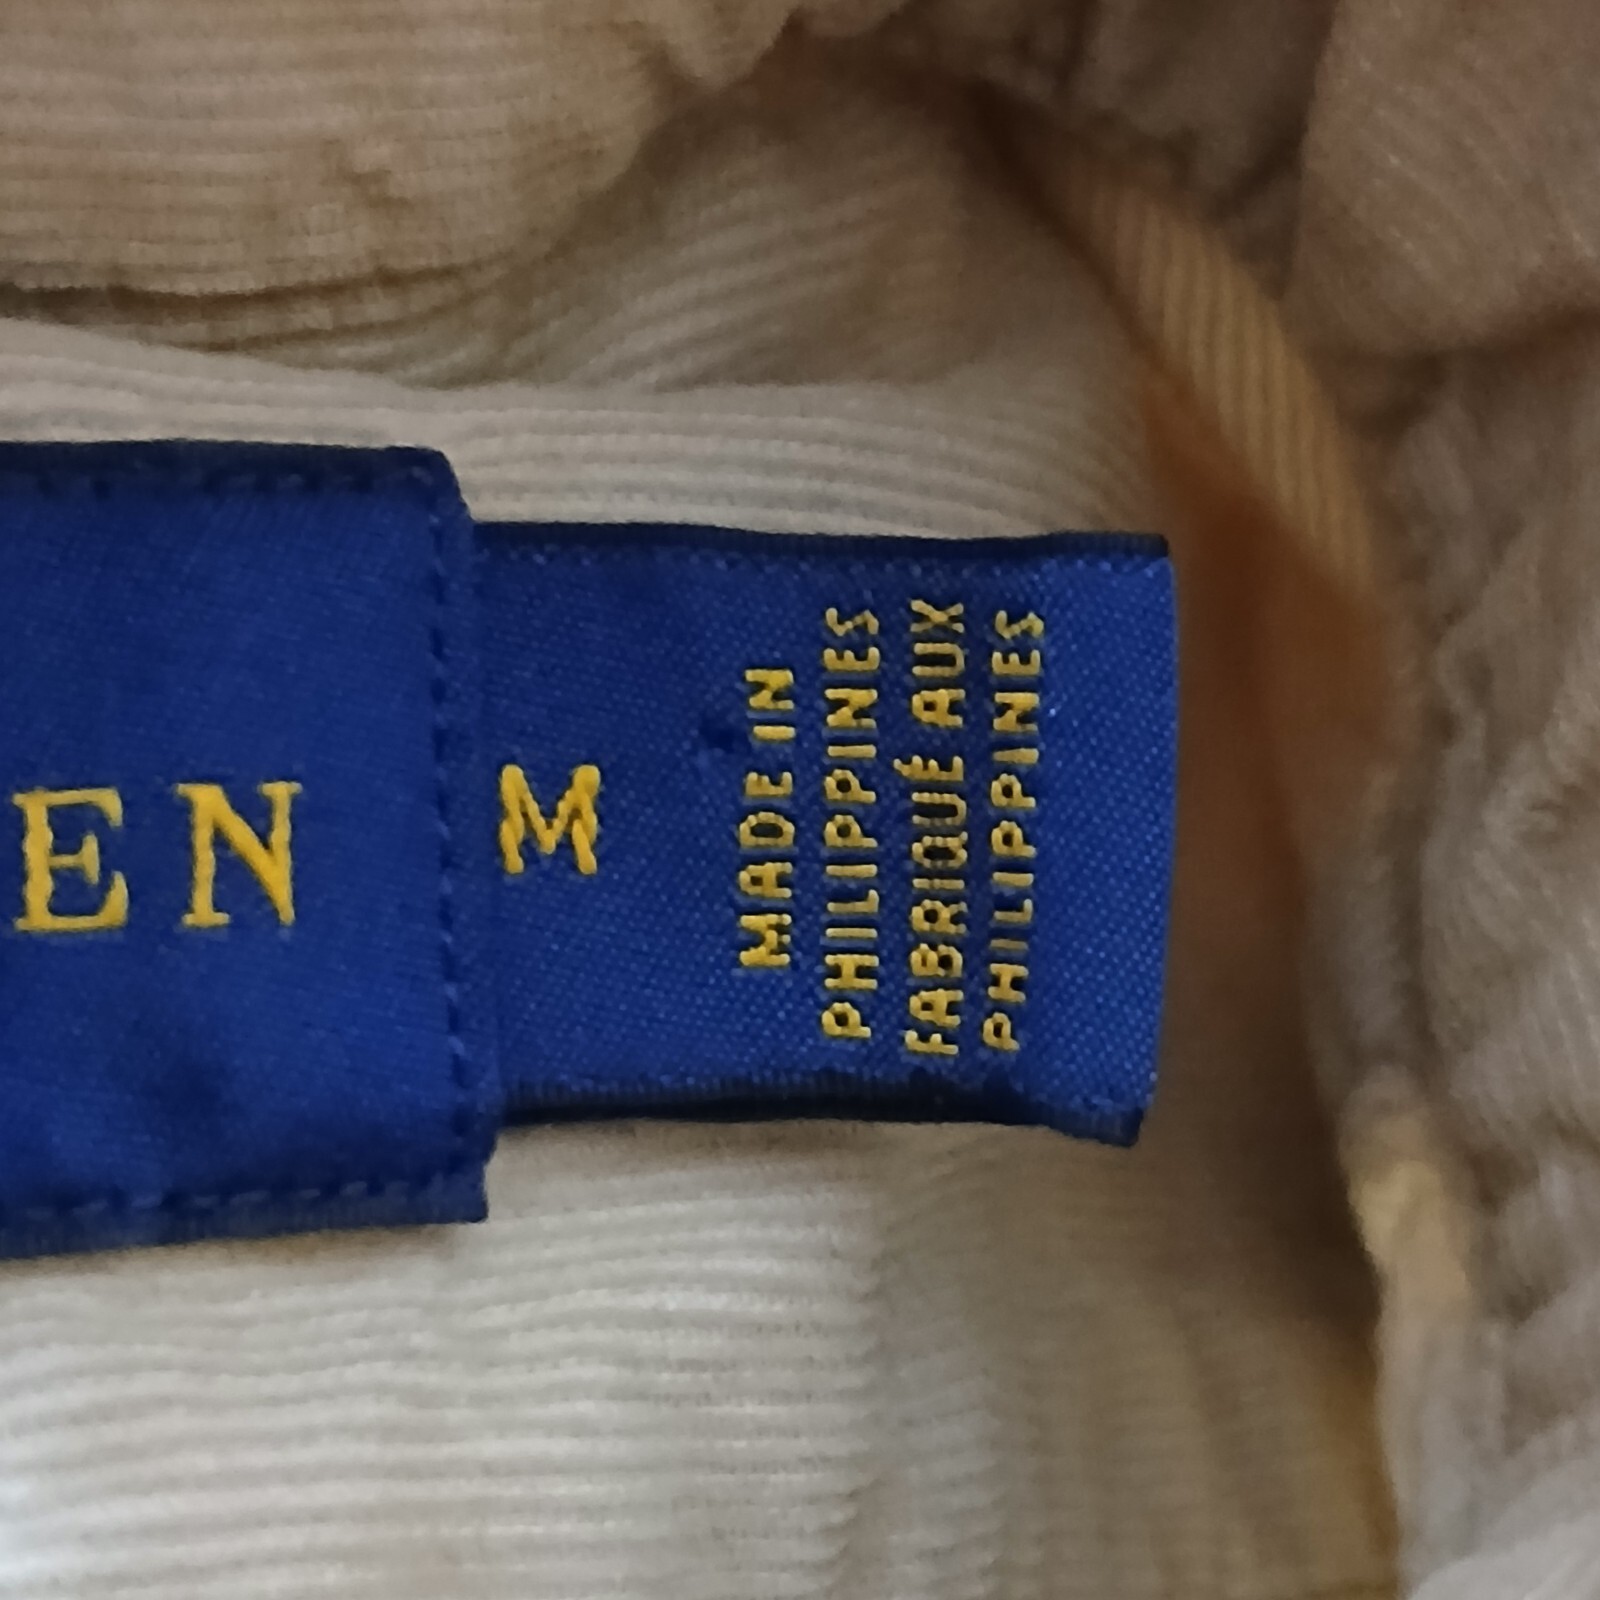 EN
M
MADE IN
PHILIPPINES
FABRIQUÉ AUX
PHILIPPINES